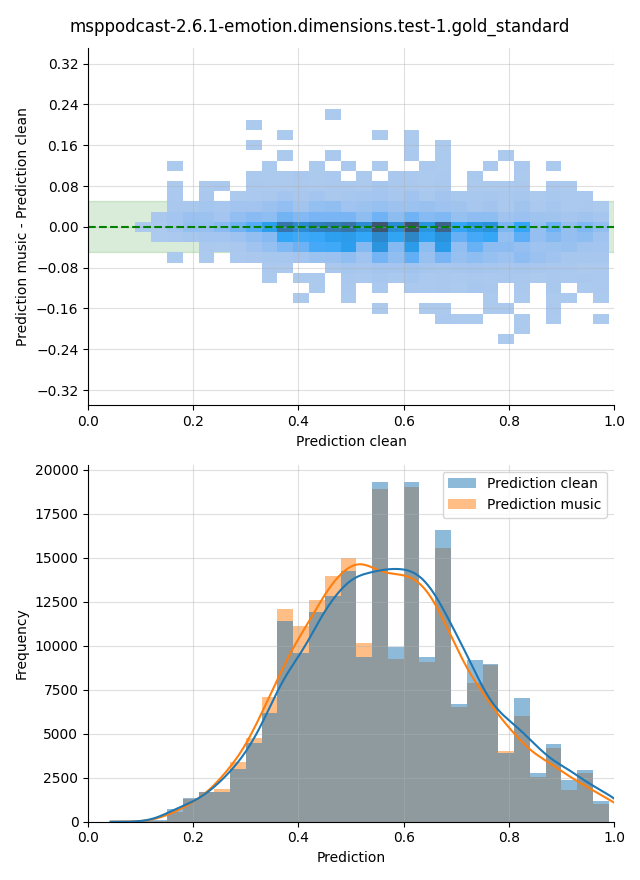 msppodcast-2.6.1-emotion.dimensions.test-1.gold_standard
Prediction music - Prediction clean
0.32
0.24
0.16
0.08
0.00
−0.08
−0.16
−0.24
−0.32
0.0 0.2 0.4 0.6 0.8 1.0
Prediction clean
Frequency
20000
17500
15000
12500
10000
7500
5000
2500
0
Prediction clean
Prediction music
0.0 0.2 0.4 0.6 0.8 1.0
Prediction